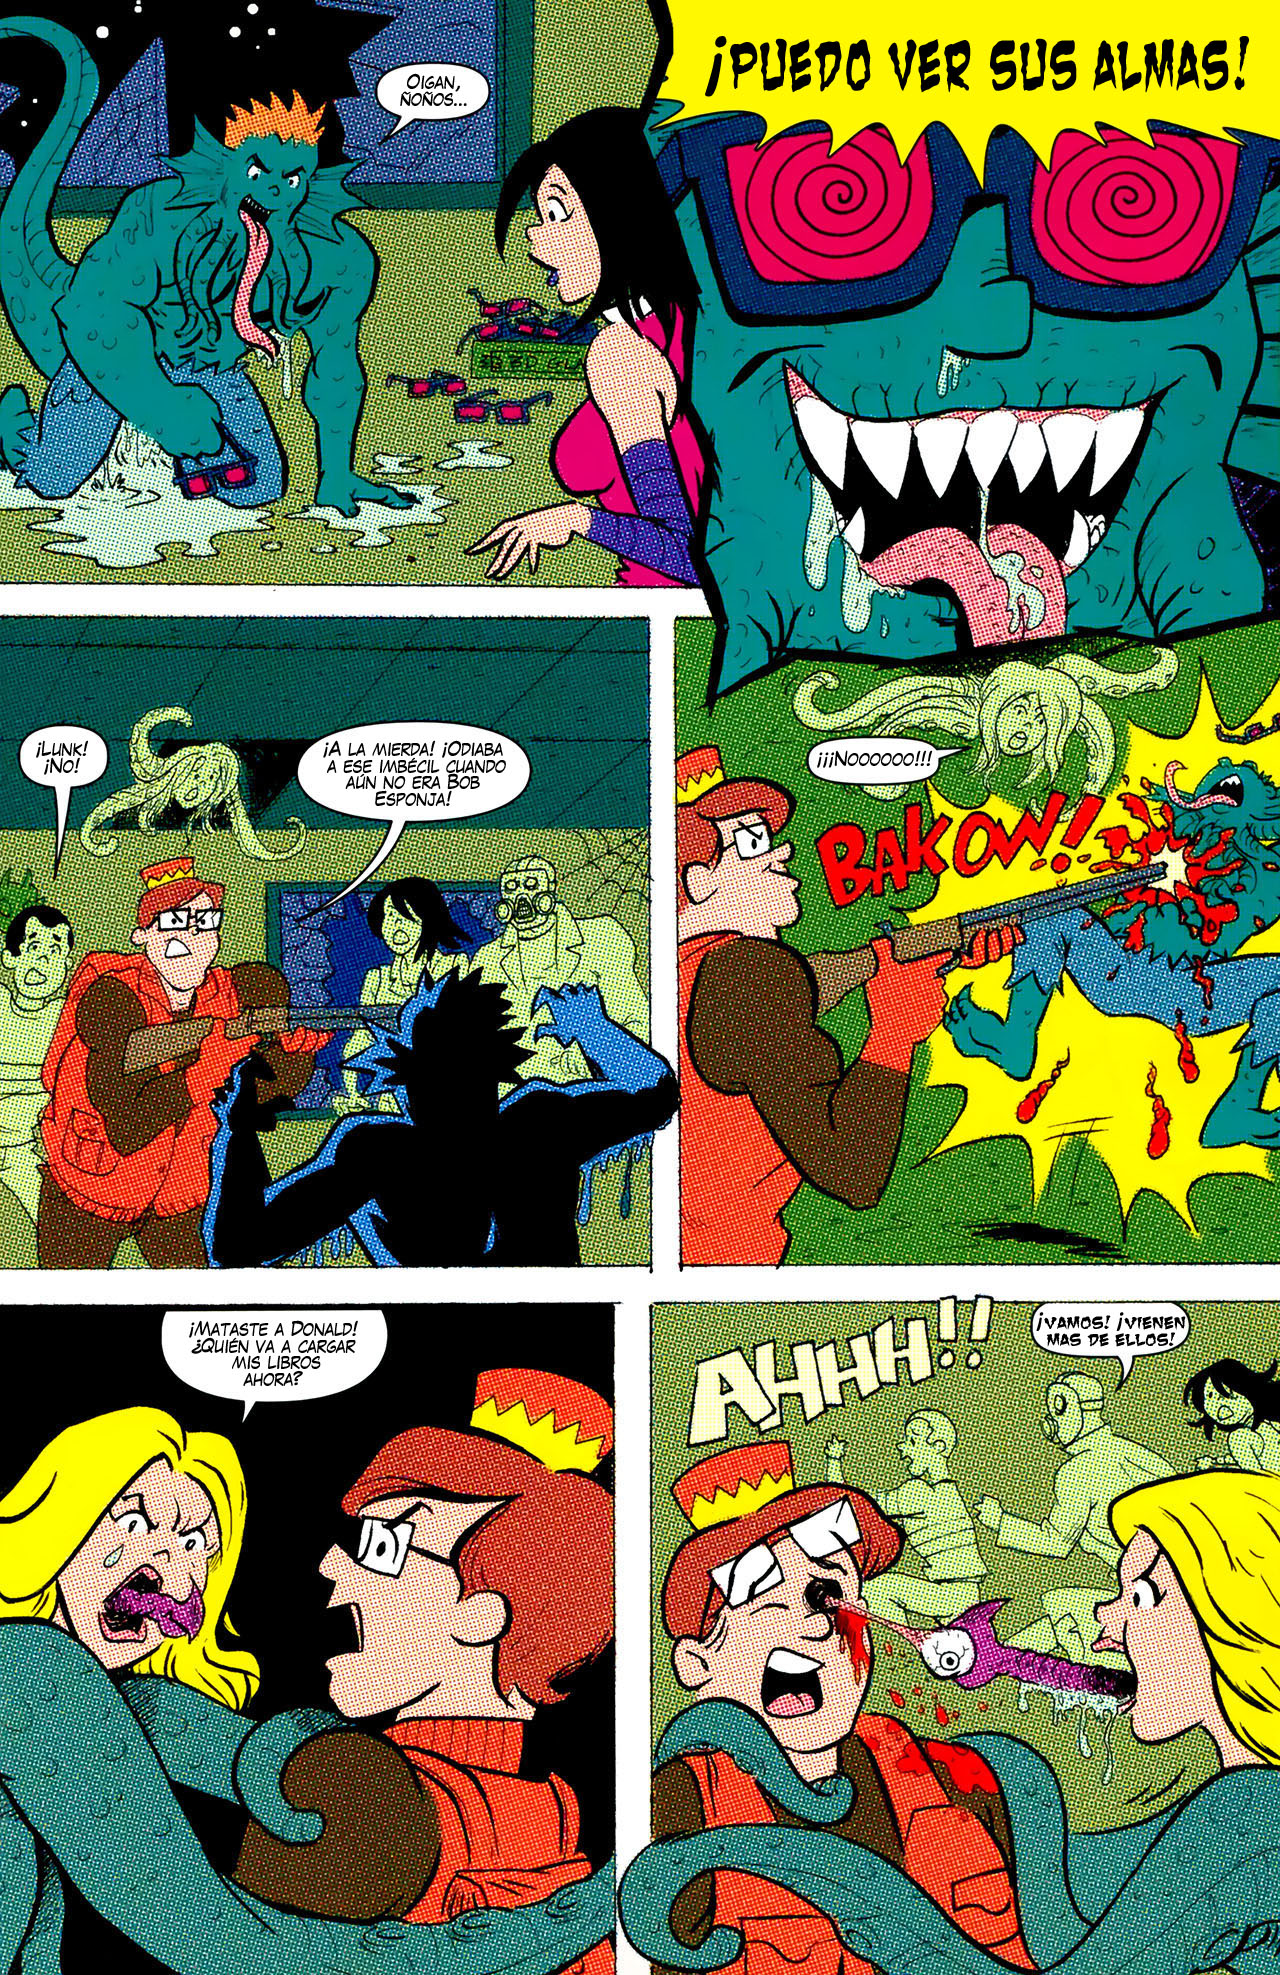 OIGAN,
ÑOÑOS...
¡PUEDO VER SUS ALMAS!
¡LUNK!
¡NO!
¡A LA MIERDA! ¡ODIABA
A ESE IMBÉCIL CUANDO
AÚN NO ERA BOB
ESPONJA!
¡¡¡NOOOOOO!!!
BAKOW!
¡MATASTE A DONALD!
¿QUIÉN VA A CARGAR
MIS LIBROS
AHORA?
AHHH!!
¡VAMOS! ¡VIENEN
MAS DE ELLOS!